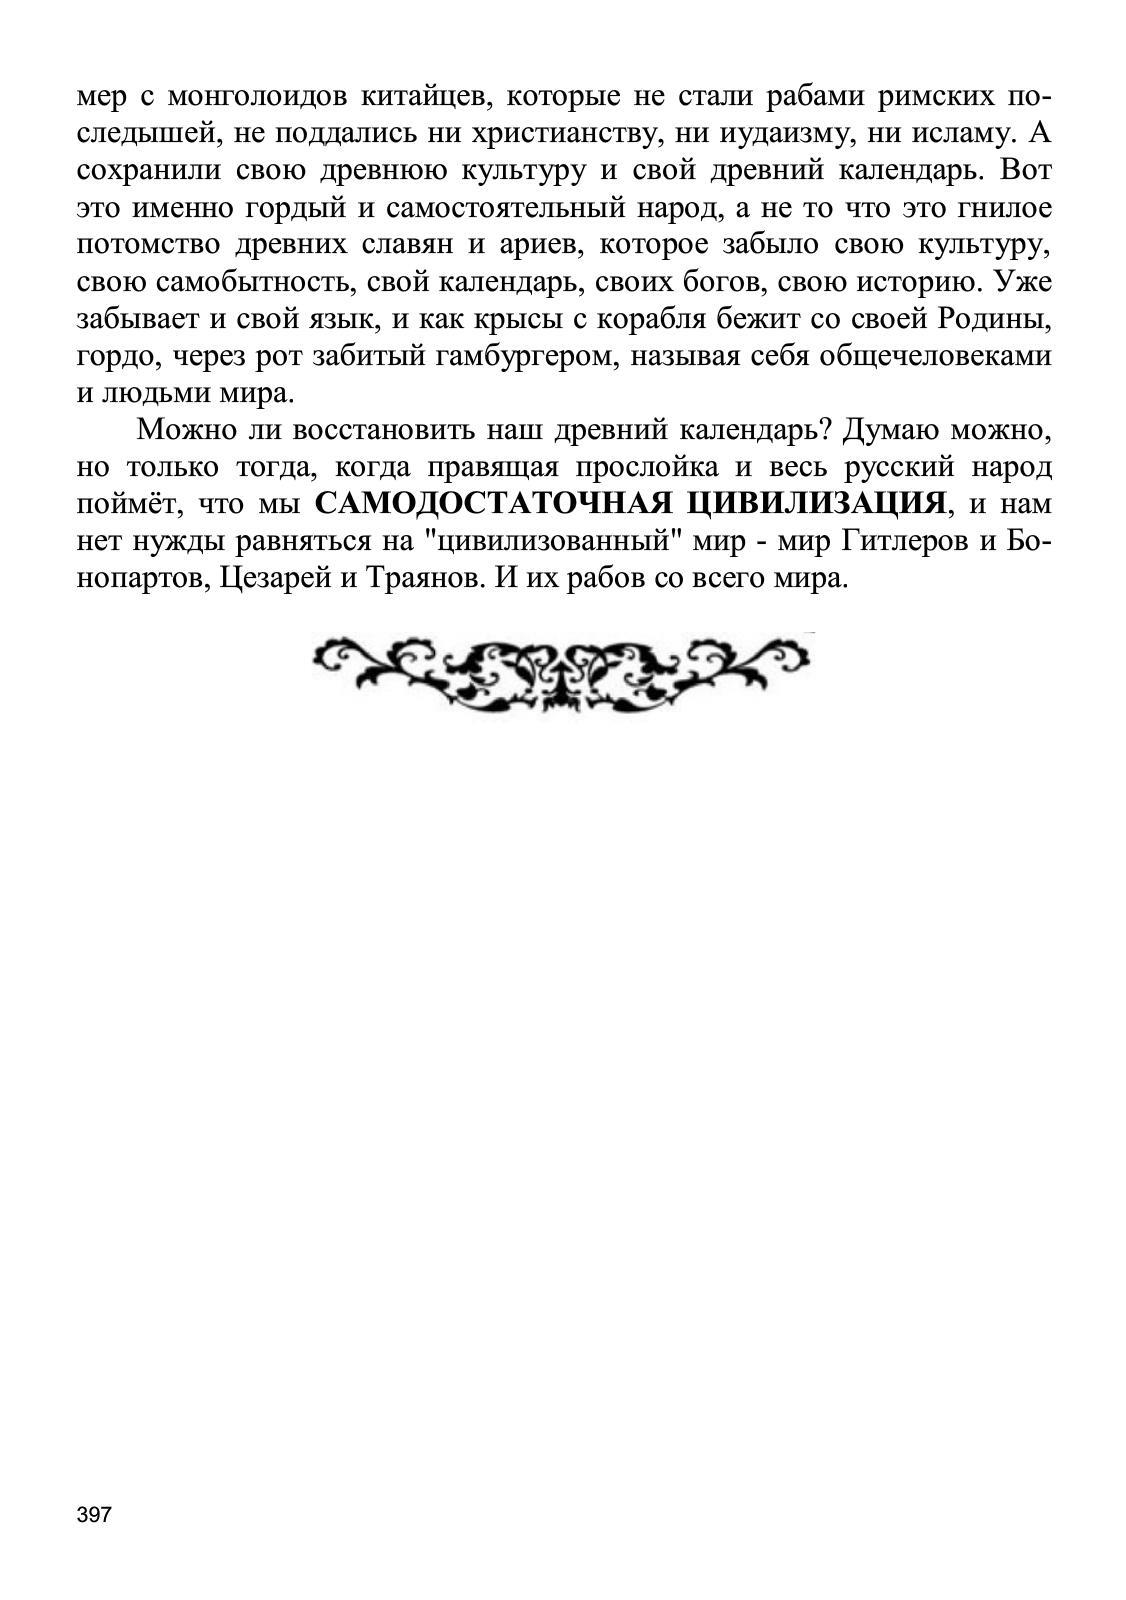 мер с монголоидов китайцев, которые не стали рабами римских по-
следышей, не поддались ни христианству, ни иудаизму, ни исламу. А
сохранили свою древнюю культуру и свой древний календарь. Вот
это именно гордый и самостоятельный народ, а не то что это гнилое
потомство древних славян и ариев, которое забыло свою культуру,
свою самобытность, свой календарь, своих богов, свою историю. Уже
забывает и свой язык, и как крысы с корабля бежит со своей Родины,
гордо, через рот забитый гамбургером, называя себя общечеловеками
и людьми мира.
Можно ли восстановить наш древний календарь? Думаю можно,
но только тогда, когда правящая прослойка и весь русский народ
поймёт, что мы САМОДОСТАТОЧНАЯ ЦИВИЛИЗАЦИЯ, и нам
нет нужды равняться на "цивилизованный" мир - мир Гитлеров и Бо-
нопартов, Цезарей и Траянов. И их рабов со всего мира.
397